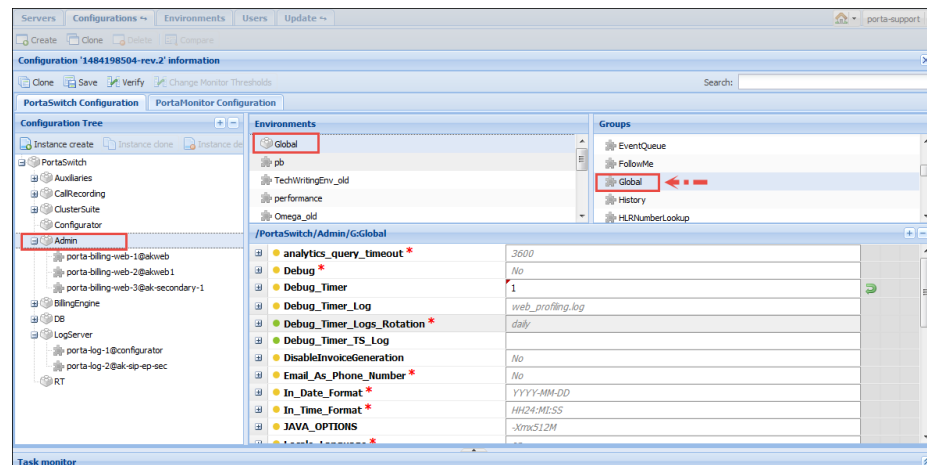 Servers Configurations Environments Users Update porta-support
Create Clone Delete Compare
Configuration '1484198504-rev.2' information
Clone Save Verify Change Monitor Thresholds Search:
PortaSwitch Configuration PortaMonitor Configuration
Configuration Tree
Instance create Instance clone Instance de
PortaSwitch
Auxiliaries
CallRecording
ClusterSuite
Configurator
Admin
porta-billing-web-1@akweb
porta-billing-web-2@akweb1
porta-billing-web-3@ak-secondary-1
BillingEngine
DB
LogServer
porta-log-1@configurator
porta-log-2@ak-sip-ep-sec
RT
Environments
Global
pb
TechWritingEnv_old
performance
Omega_old
Groups
EventQueue
FollowMe
Global
History
HLRNumberLookup
/PortaSwitch/Admin/G:Global
analytics_query_timeout * 3600
Debug * No
Debug_Timer 1
Debug_Timer_Log web_profiling.log
Debug_Timer_Logs_Rotation * daily
Debug_Timer_TS_Log
DisableInvoiceGeneration No
Email_As_Phone_Number * No
In_Date_Format * YYYY-MM-DD
In_Time_Format * HH24:MI:SS
JAVA_OPTIONS -Xmx512M
Task monitor